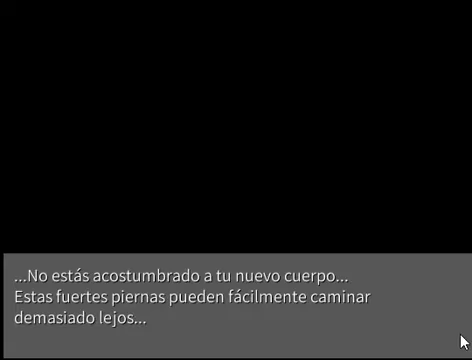 ...No estás acostumbrado a tu nuevo cuerpo...
Estas fuertes piernas pueden fácilmente caminar
demasiado lejos...